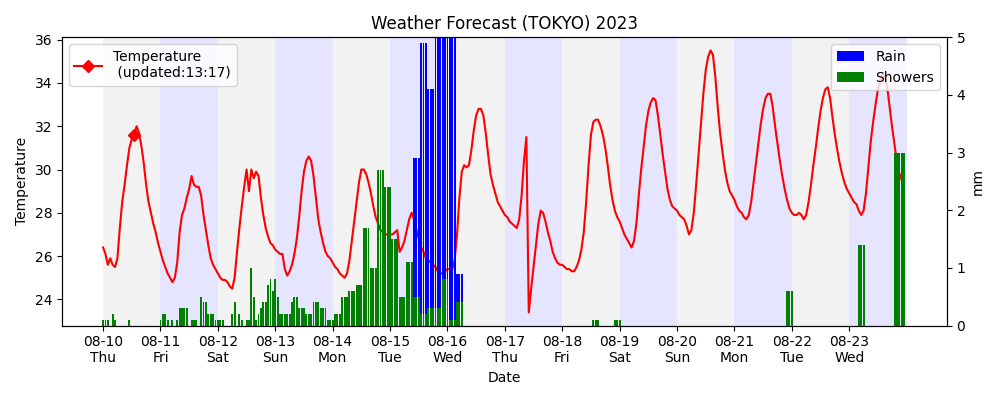 Weather Forecast (TOKYO) 2023
Temperature
(updated:13:17)
Rain
Showers
Temperature
36
34
32
30
28
26
24
5
4
3
2
1
0
mm
08-10 08-11 08-12 08-13 08-14 08-15 08-16 08-17 08-18 08-19 08-20 08-21 08-22 08-23
Thu Fri Sat Sun Mon Tue Wed Thu Fri Sat Sun Mon Tue Wed
Date